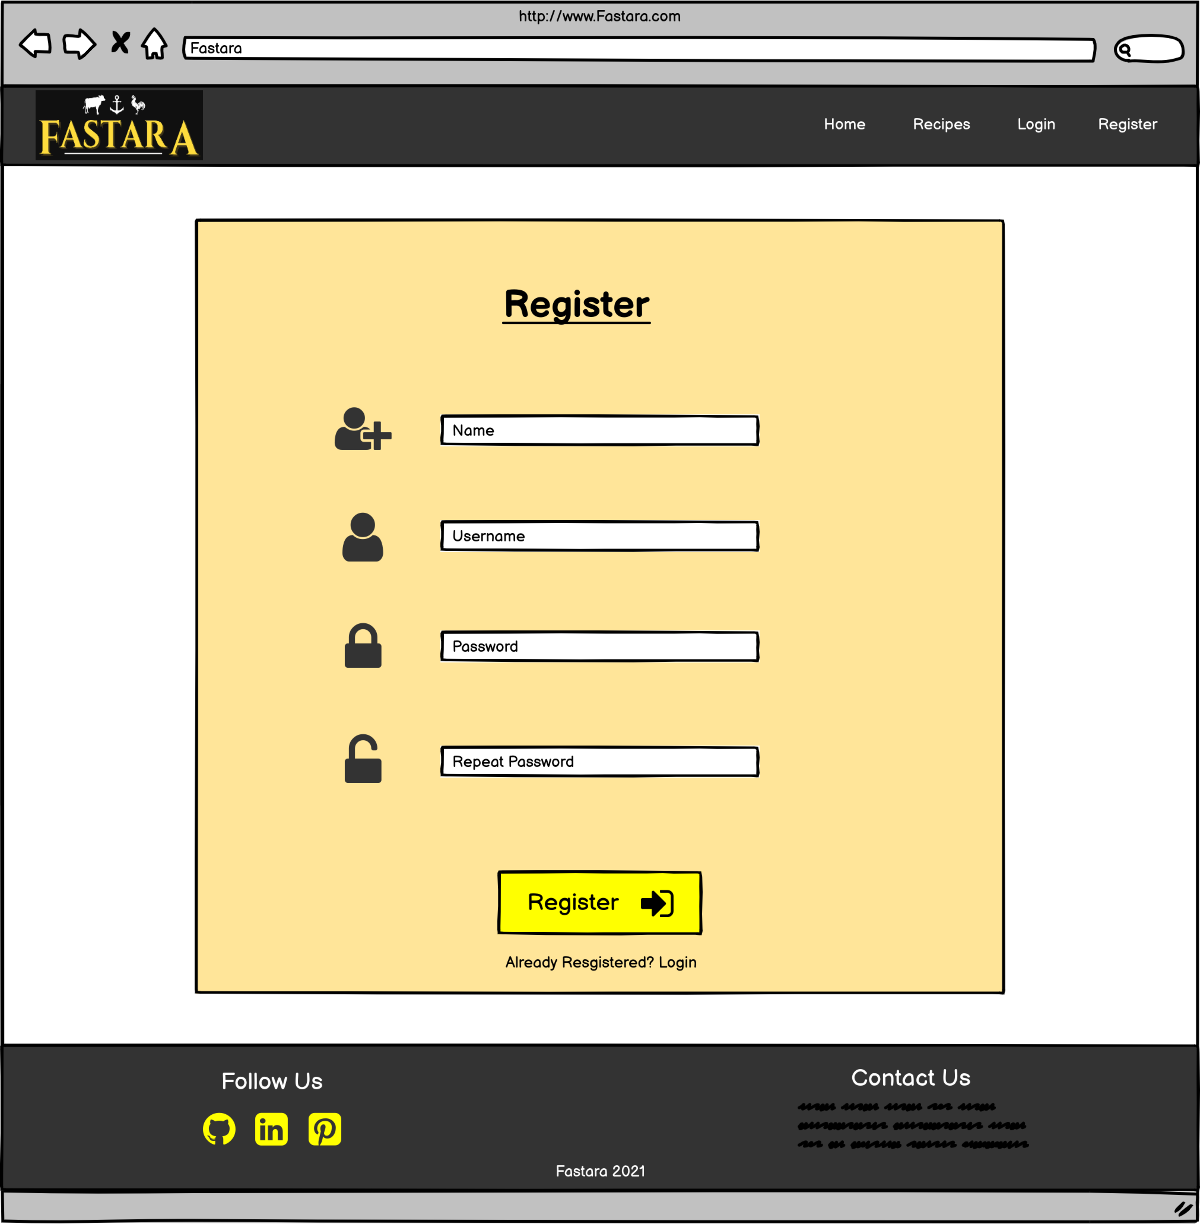 http://www.Fastara.com
Fastara
FASTARA
Home Recipes Login Register
Register
Name
Username
Password
Repeat Password
Register
Already Resgistered? Login
Follow Us
Contact Us
in
Fastara 2021